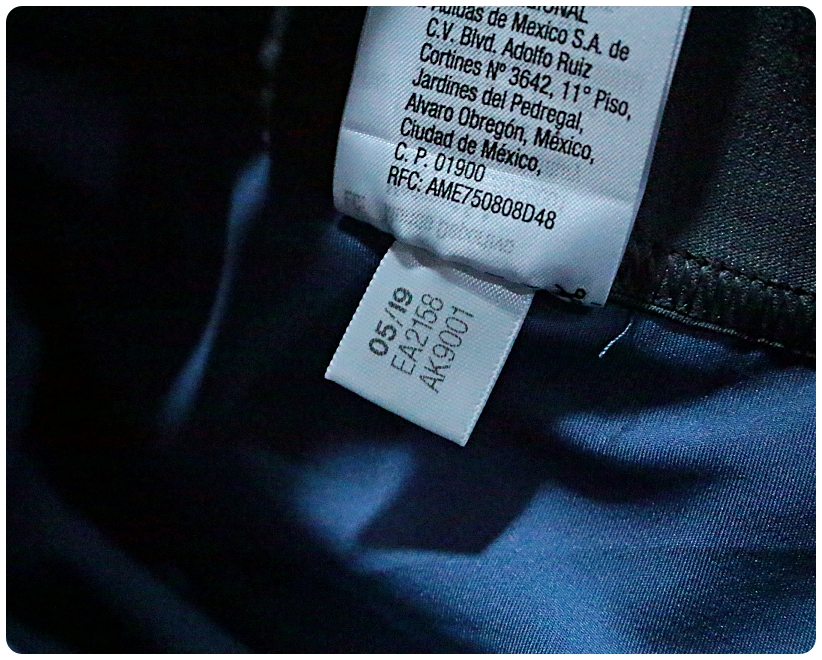 Adidas de Mexico S.A. de
C.V. Blvd. Adolfo Ruiz
Cortines Nº 3642, 11° Piso,
Jardines del Pedregal,
Alvaro Obregón, México,
Ciudad de México,
C. P. 01900
RFC: AME750808D48
05/19
EA2158
AK9001